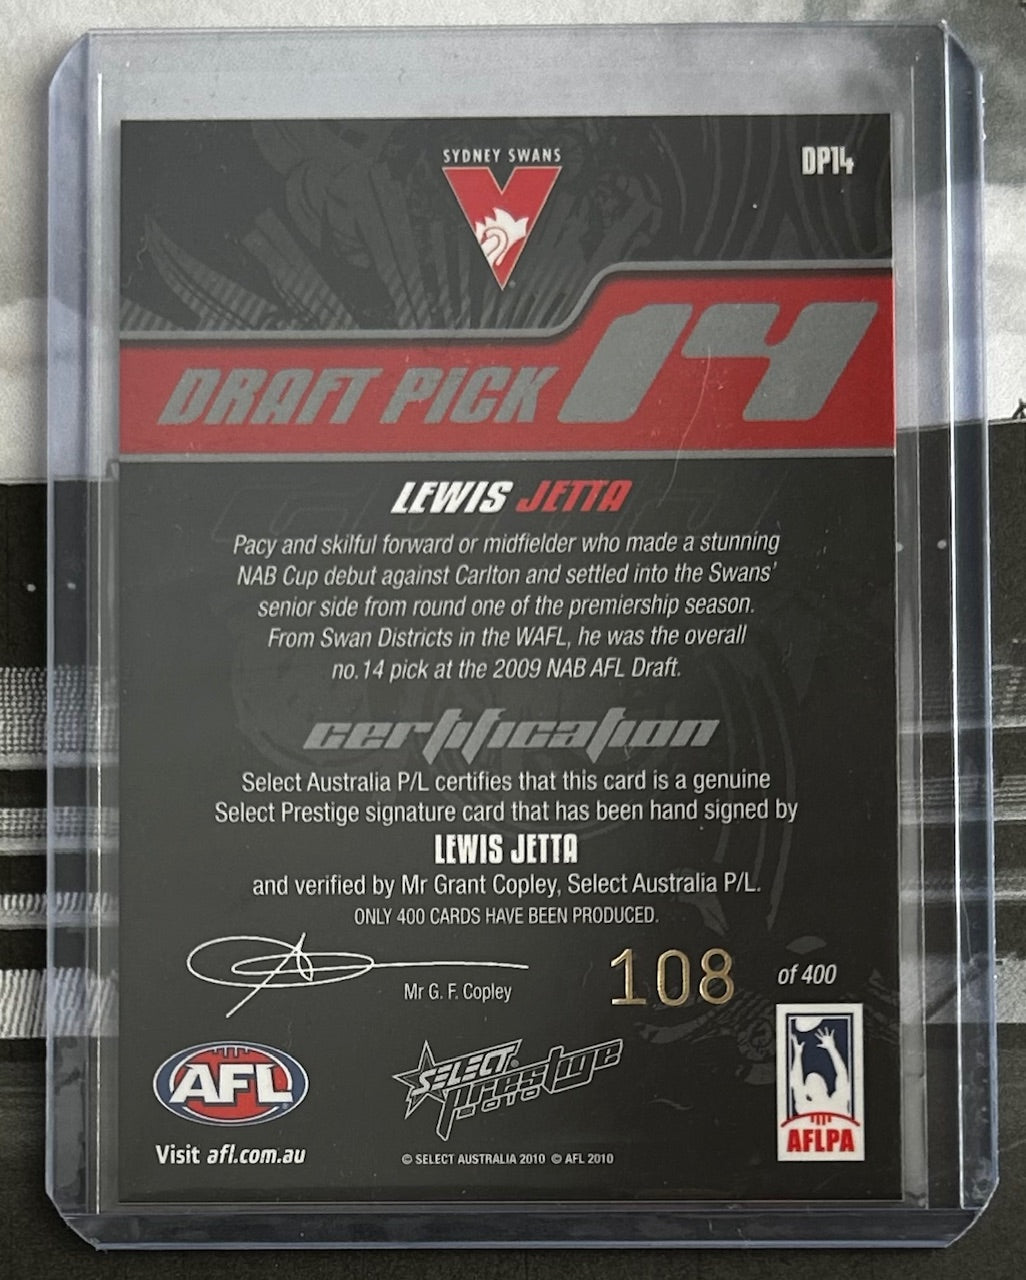 SYDNEY SWANS
DP14
DRAFT PICK 14
LEWIS JETTA
Pacy and skilful forward or midfielder who made a stunning
NAB Cup debut against Carlton and settled into the Swans'
senior side from round one of the premiership season.
From Swan Districts in the WAFL, he was the overall
no.14 pick at the 2009 NAB AFL Draft.
certification
Select Australia P/L certifies that this card is a genuine
Select Prestige signature card that has been hand signed by
LEWIS JETTA
and verified by Mr Grant Copley, Select Australia P/L.
ONLY 400 CARDS HAVE BEEN PRODUCED.
Mr G. F. Copley
108 of 400
AFL
Visit afl.com.au
SELECT
prestige
2010
© SELECT AUSTRALIA 2010 © AFL 2010
AFLPA